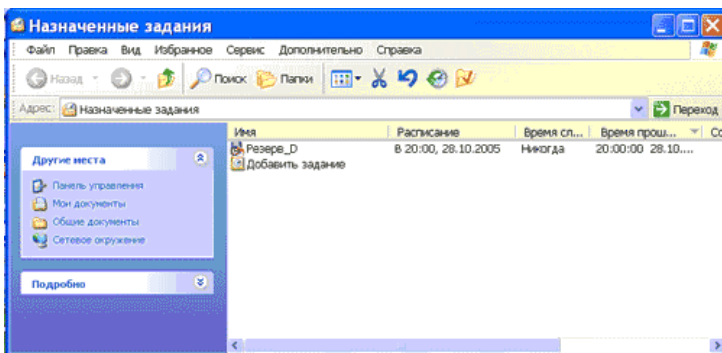 Назначенные задания
Файл Правка Вид Избранное Сервис Дополнительно Справка
Назад Поиск Папки
Адрес: Назначенные задания Переход
Имя Расписание Время сл... Время прош... Со
Резерв_D В 20:00, 28.10.2005 Никогда 20:00:00 28.10....
Добавить задание
Другие места
Панель управления
Мои документы
Общие документы
Сетевое окружение
Подробно